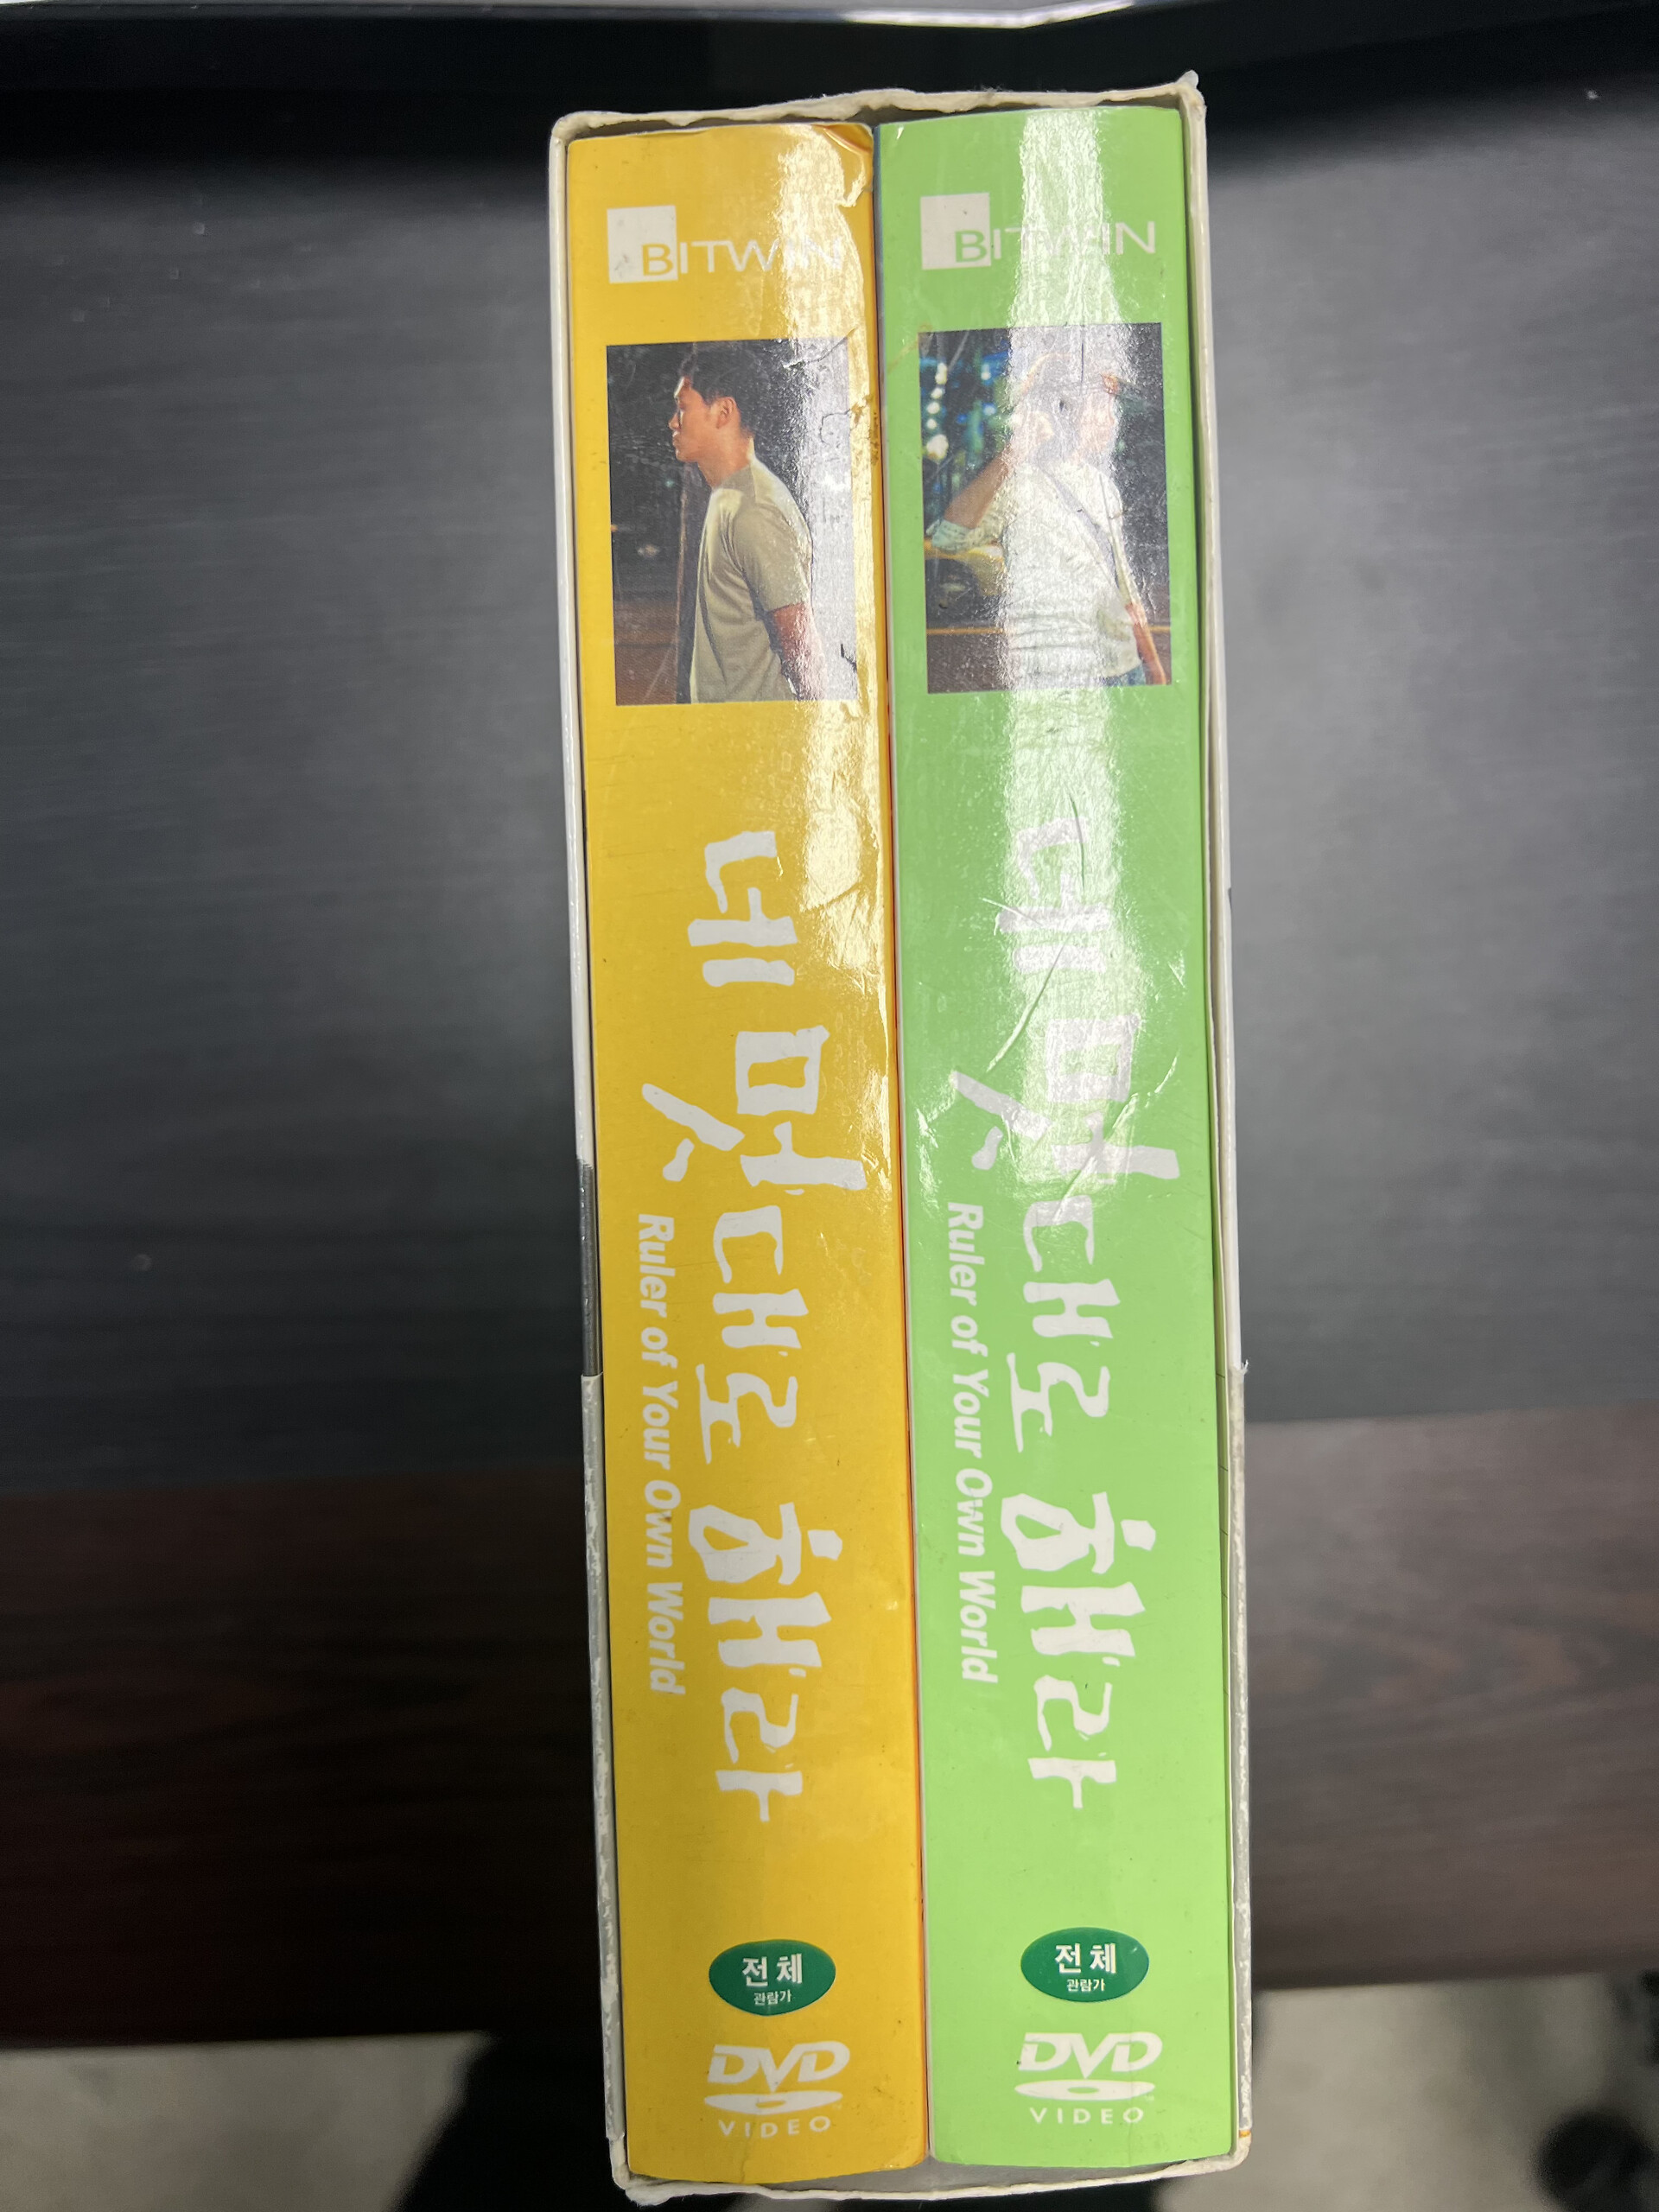 BITWIN
네 멋대로 해라
Ruler of Your Own World
전체
관람가
DVD
VIDEO
BITWIN
네 멋대로 해라
Ruler of Your Own World
전체
관람가
DVD
VIDEO